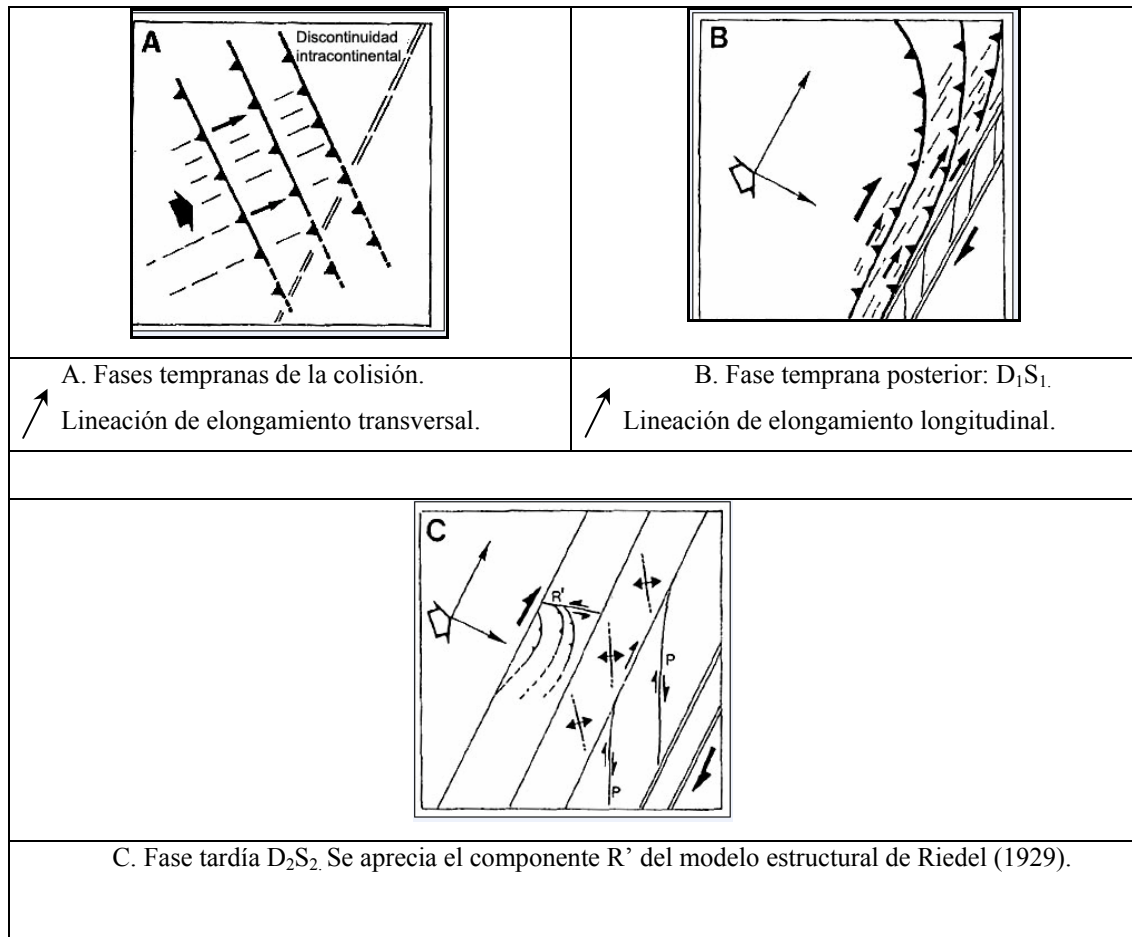 A
Discontinuidad
intracontinental
B
A. Fases tempranas de la colisión.
Lineación de elongamiento transversal.
B. Fase temprana posterior: D₁S₁.
Lineación de elongamiento longitudinal.
C
R'
P
P
C. Fase tardía D₂S₂. Se aprecia el componente R’ del modelo estructural de Riedel (1929).